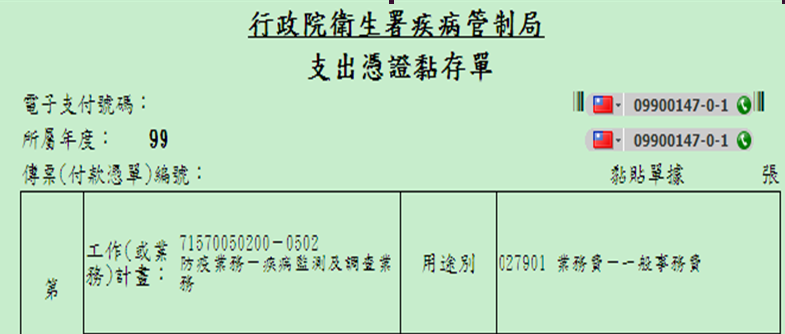 行政院衛生署疾病管制局
支出憑證黏存單
電子支付號碼：
09900147-0-1
所屬年度： 99
09900147-0-1
傳票(付款憑單)編號：
黏貼單據 張
第
工作(或業
務)計畫：
71570050200-0502
防疫業務－疾病監測及調查業
務
用途別
027901 業務費－一般事務費